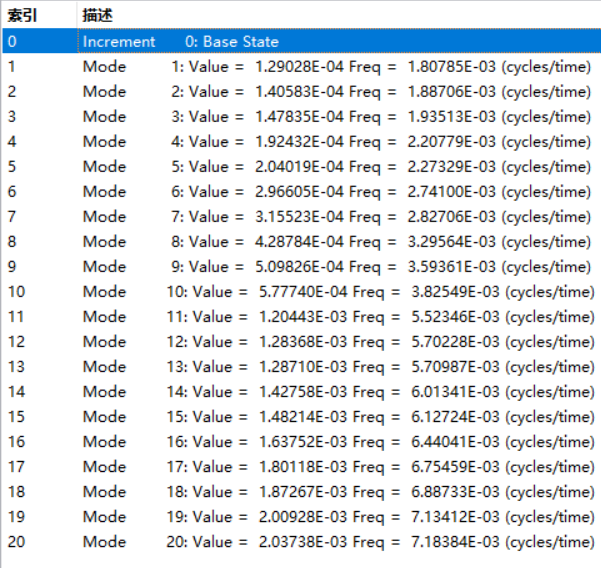 索引 描述
0 Increment 0: Base State
1 Mode 1: Value = 1.29028E-04 Freq = 1.80785E-03 (cycles/time)
2 Mode 2: Value = 1.40583E-04 Freq = 1.88706E-03 (cycles/time)
3 Mode 3: Value = 1.47835E-04 Freq = 1.93513E-03 (cycles/time)
4 Mode 4: Value = 1.92432E-04 Freq = 2.20779E-03 (cycles/time)
5 Mode 5: Value = 2.04019E-04 Freq = 2.27329E-03 (cycles/time)
6 Mode 6: Value = 2.96605E-04 Freq = 2.74100E-03 (cycles/time)
7 Mode 7: Value = 3.15523E-04 Freq = 2.82706E-03 (cycles/time)
8 Mode 8: Value = 4.28784E-04 Freq = 3.29564E-03 (cycles/time)
9 Mode 9: Value = 5.09826E-04 Freq = 3.59361E-03 (cycles/time)
10 Mode 10: Value = 5.77740E-04 Freq = 3.82549E-03 (cycles/time)
11 Mode 11: Value = 1.20443E-03 Freq = 5.52346E-03 (cycles/time)
12 Mode 12: Value = 1.28368E-03 Freq = 5.70228E-03 (cycles/time)
13 Mode 13: Value = 1.28710E-03 Freq = 5.70987E-03 (cycles/time)
14 Mode 14: Value = 1.42758E-03 Freq = 6.01341E-03 (cycles/time)
15 Mode 15: Value = 1.48214E-03 Freq = 6.12724E-03 (cycles/time)
16 Mode 16: Value = 1.63752E-03 Freq = 6.44041E-03 (cycles/time)
17 Mode 17: Value = 1.80118E-03 Freq = 6.75459E-03 (cycles/time)
18 Mode 18: Value = 1.87267E-03 Freq = 6.88733E-03 (cycles/time)
19 Mode 19: Value = 2.00928E-03 Freq = 7.13412E-03 (cycles/time)
20 Mode 20: Value = 2.03738E-03 Freq = 7.18384E-03 (cycles/time)